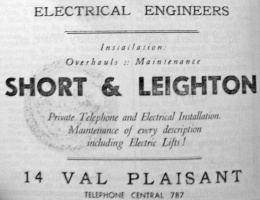 ELECTRICAL ENGINEERS
Installation:
Overhauls :: Maintenance
SHORT & LEIGHTON
Private Telephone and Electrical Installation.
Maintenance of every description
including Electric Lifts!
14 VAL PLAISANT
TELEPHONE CENTRAL 787